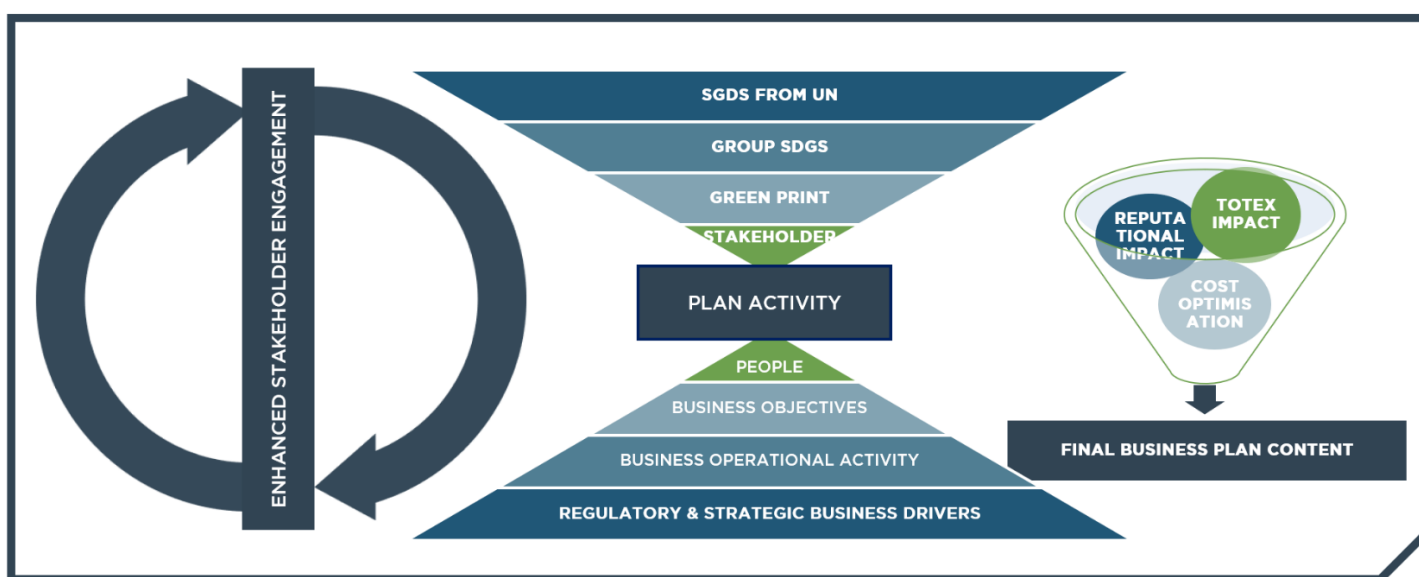 ENHANCED STAKEHOLDER ENGAGEMENT
SGDS FROM UN
GROUP SDGS
GREEN PRINT
STAKEHOLDER
PLAN ACTIVITY
PEOPLE
BUSINESS OBJECTIVES
BUSINESS OPERATIONAL ACTIVITY
REGULATORY & STRATEGIC BUSINESS DRIVERS
REPUTA
TIONAL
IMPACT
TOTEX
IMPACT
COST
OPTIMIS
ATION
FINAL BUSINESS PLAN CONTENT